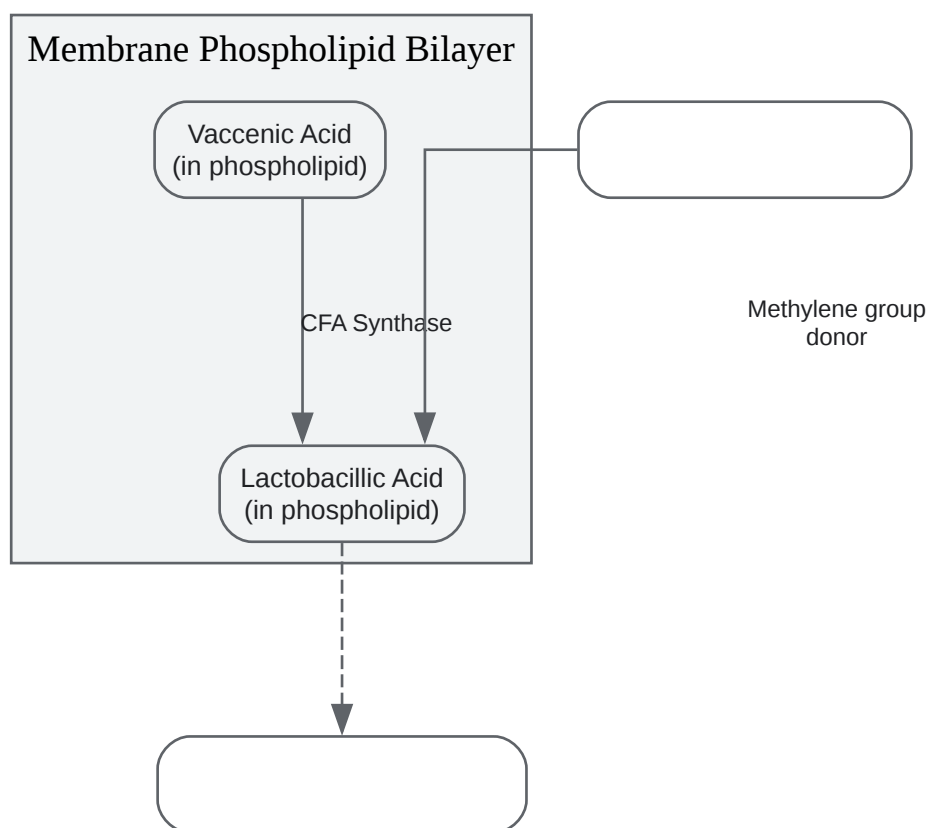 Membrane Phospholipid Bilayer
Vaccenic Acid
(in phospholipid)
CFA Synthase
Methylene group
donor
Lactobacillic Acid
(in phospholipid)